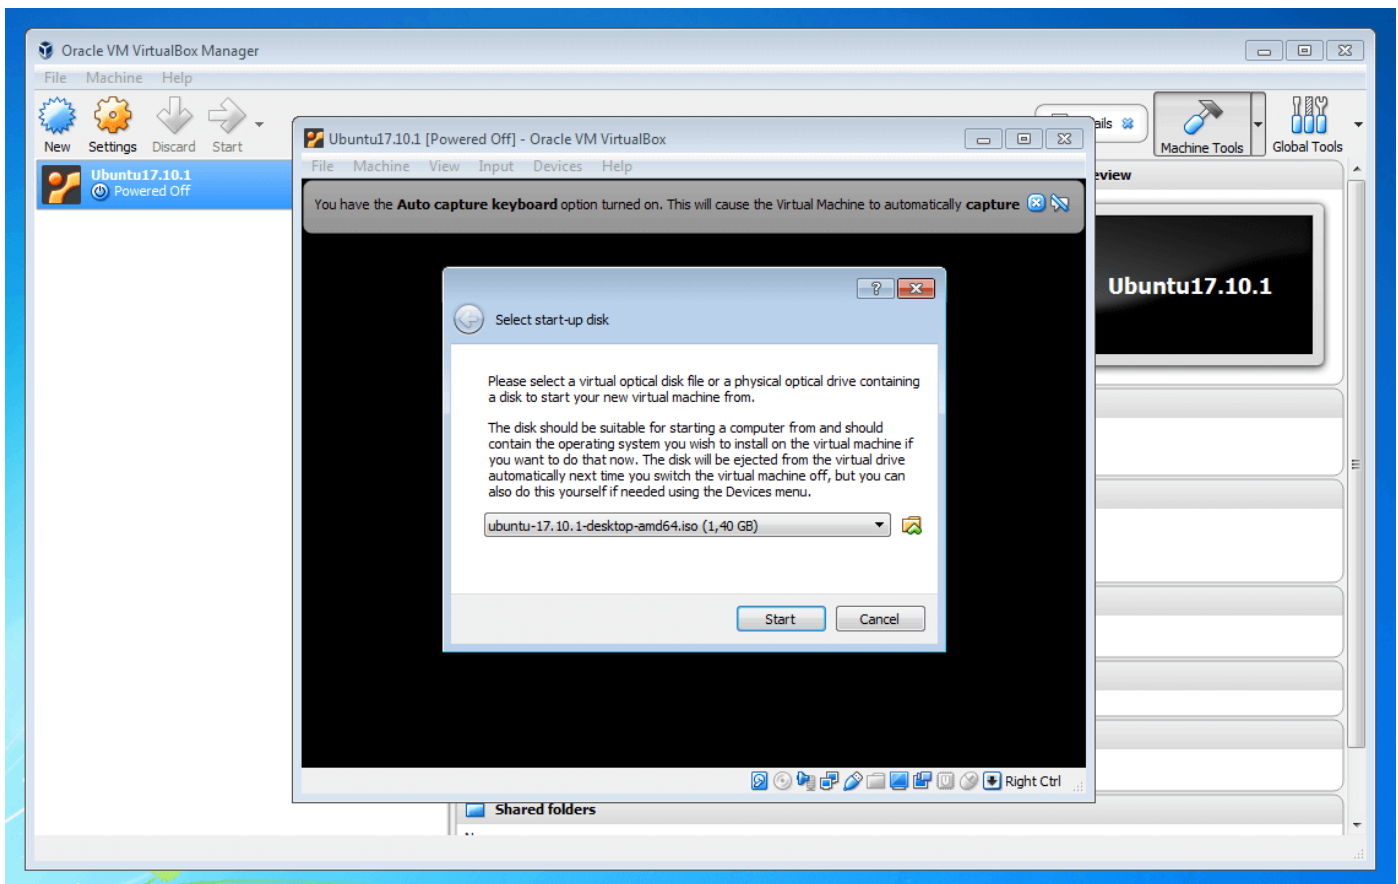 Oracle VM VirtualBox Manager
File Machine Help
New Settings Discard Start
Machine Tools Global Tools
Ubuntu17.10.1
Powered Off
Ubuntu17.10.1 [Powered Off] - Oracle VM VirtualBox
File Machine View Input Devices Help
You have the Auto capture keyboard option turned on. This will cause the Virtual Machine to automatically capture
Ubuntu17.10.1
Select start-up disk
Please select a virtual optical disk file or a physical optical drive containing
a disk to start your new virtual machine from.
The disk should be suitable for starting a computer from and should
contain the operating system you wish to install on the virtual machine if
you want to do that now. The disk will be ejected from the virtual drive
automatically next time you switch the virtual machine off, but you can
also do this yourself if needed using the Devices menu.
ubuntu-17.10.1-desktop-amd64.iso (1,40 GB)
Start Cancel
Right Ctrl
Shared folders